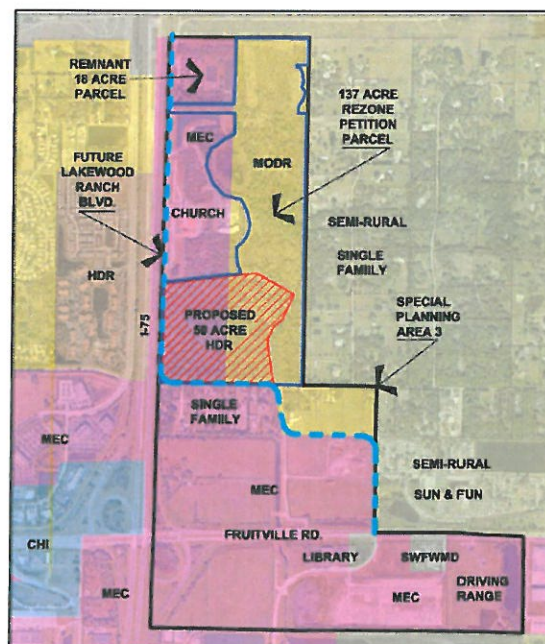 REMNANT
18 ACRE
PARCEL
137 ACRE
REZONE
PETITION
PARCEL
MEC
MODR
FUTURE
LAKEWOOD
RANCH
BLVD.
CHURCH
SEMI-RURAL
SINGLE
FAMIILY
HDR
I-75
PROPOSED
50 ACRE
HDR
SPECIAL
PLANNING
AREA 3
SINGLE
FAMIILY
MEC
MEC
SEMI-RURAL
SUN & FUN
CHI
FRUITVILLE RD.
LIBRARY
SWFWMD
MEC
MEC
DRIVING
RANGE